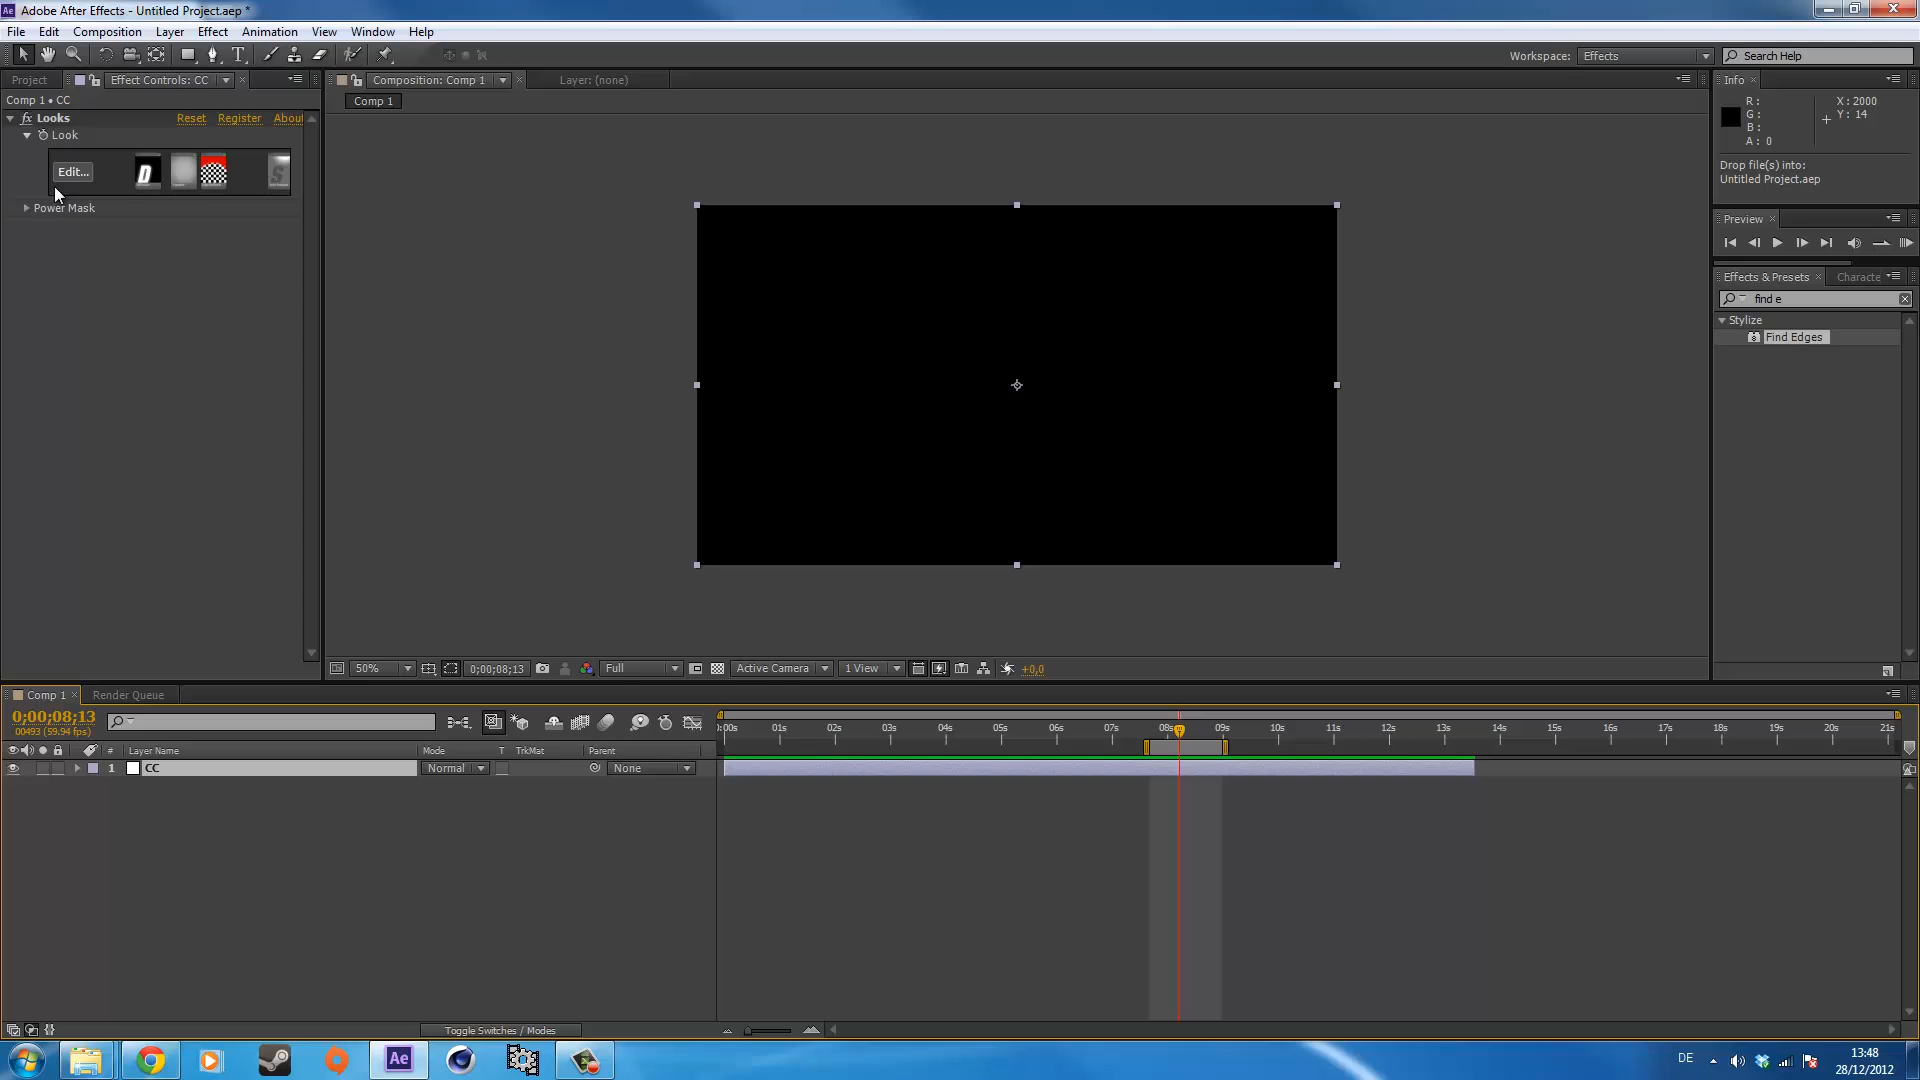 Ae Adobe After Effects - Untitled Project.aep *
File Edit Composition Layer Effect Animation View Window Help
T Workspace: Effects Search Help
Project Effect Controls: CC Composition: Comp 1 Layer: (none) Info
Comp 1 • CC
Comp 1
R: X: 2000
G: Y: 14
B:
A: 0
fx Looks Reset Register About
Look
Edit... D S
Power Mask
Drop file(s) into:
Untitled Project.aep
Preview
Effects & Presets Characte
find e
Stylize
Find Edges
50% 0;00;08;13 Full Active Camera 1 View +0,0
Comp 1 Render Queue
0;00;08;13
00493 (59.94 fps)
:00s 01s 02s 03s 04s 05s 06s 07s 08s 09s 10s 11s 12s 13s 14s 15s 16s 17s 18s 19s 20s 21s
# Layer Name Mode T TrkMat Parent
1 CC Normal None
Toggle Switches / Modes
Ae DE 13:48
28/12/2012